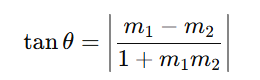 tan θ = | (m₁ − m₂) / (1 + m₁m₂) |